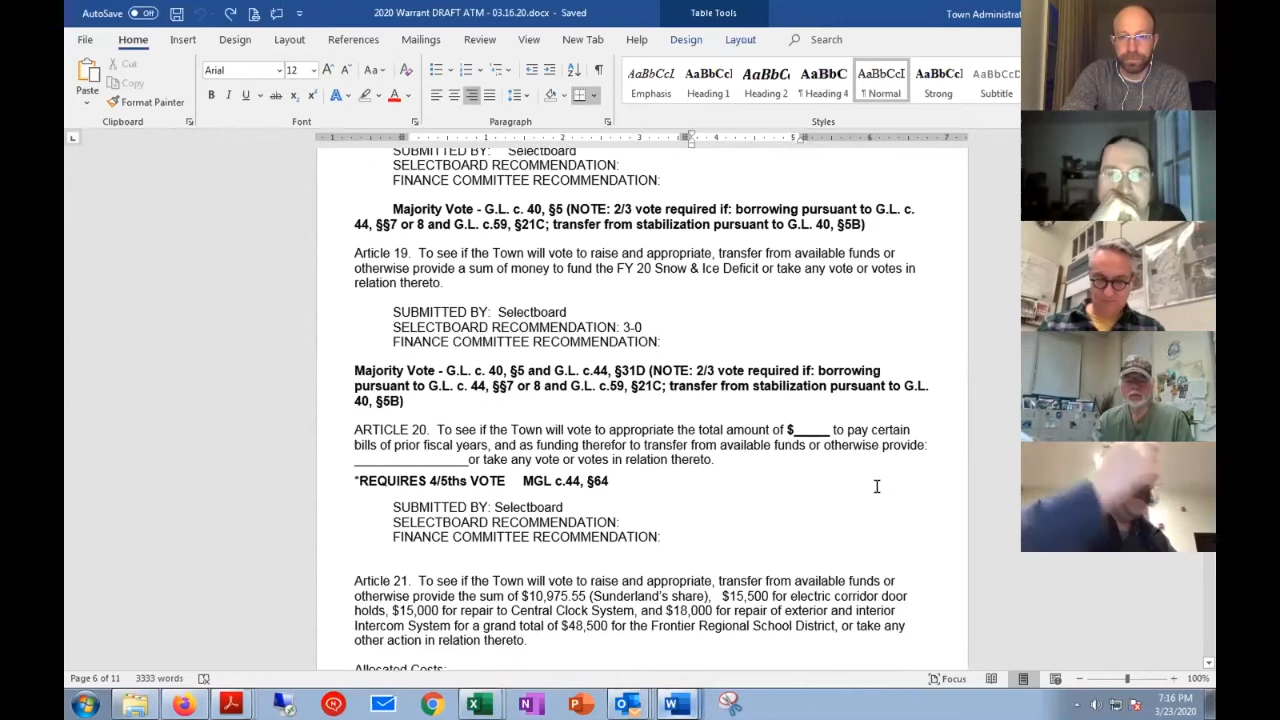 AutoSave Off 2020 Warrant DRAFT ATM - 03.16.20.docx - Saved Table Tools Town Administrat
File Home Insert Design Layout References Mailings Review View New Tab Help Design Layout Search
Paste
Cut
Copy
Format Painter
Clipboard
Arial 12
Font
Paragraph
AaBbCcI AaBbCcl AaBbC AaBbC AaBbCcI AaBbCcl AaBbCcI
Emphasis Heading 1 Heading 2 ¶ Heading 4 ¶ Normal Strong Subtitle
Styles
1 1 2 3 4 5 6 7
SUBMITTED BY: Selectboard
SELECTBOARD RECOMMENDATION:
FINANCE COMMITTEE RECOMMENDATION:
Majority Vote - G.L. c. 40, §5 (NOTE: 2/3 vote required if: borrowing pursuant to G.L. c.
44, §§7 or 8 and G.L. c.59, §21C; transfer from stabilization pursuant to G.L. 40, §5B)
Article 19. To see if the Town will vote to raise and appropriate, transfer from available funds or
otherwise provide a sum of money to fund the FY 20 Snow & Ice Deficit or take any vote or votes in
relation thereto.
SUBMITTED BY: Selectboard
SELECTBOARD RECOMMENDATION: 3-0
FINANCE COMMITTEE RECOMMENDATION:
Majority Vote - G.L. c. 40, §5 and G.L. c.44, §31D (NOTE: 2/3 vote required if: borrowing
pursuant to G.L. c. 44, §§7 or 8 and G.L. c.59, §21C; transfer from stabilization pursuant to G.L.
40, §5B)
ARTICLE 20. To see if the Town will vote to appropriate the total amount of $_____ to pay certain
bills of prior fiscal years, and as funding therefor to transfer from available funds or otherwise provide:
_________________or take any vote or votes in relation thereto.
*REQUIRES 4/5ths VOTE MGL c.44, §64
SUBMITTED BY: Selectboard
SELECTBOARD RECOMMENDATION:
FINANCE COMMITTEE RECOMMENDATION:
Article 21. To see if the Town will vote to raise and appropriate, transfer from available funds or
otherwise provide the sum of $10,975.55 (Sunderland's share), $15,500 for electric corridor door
holds, $15,000 for repair to Central Clock System, and $18,000 for repair of exterior and interior
Intercom System for a grand total of $48,500 for the Frontier Regional School District, or take any
other action in relation thereto.
Allocated Costs:
Page 6 of 11 3333 words Focus 100%
7:16 PM
3/23/2020